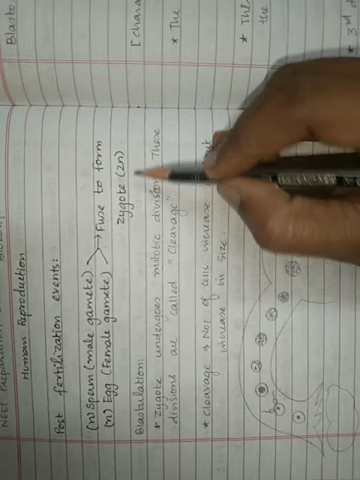 NEET Preparation
Human Reproduction
Post fertilization events:
(n) Sperm (male gamete)
(n) Egg (Female gamete)
→ Fuse to form
zygote (2n)
Blastulation:
* Zygote undergoes mitotic division These
divisions are called "Cleavage"
* Cleavage → No. of cells increase
increase in size
Blasto
[ chara
* The
* The
the
* 3rd d